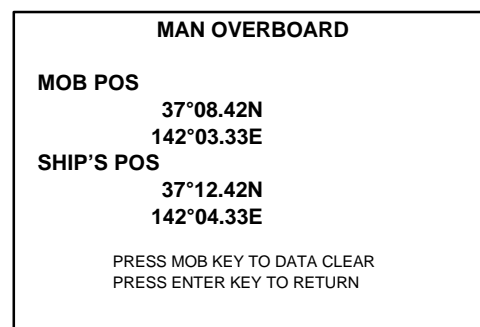 MAN OVERBOARD
MOB POS
37°08.42N
142°03.33E
SHIP'S POS
37°12.42N
142°04.33E
PRESS MOB KEY TO DATA CLEAR
PRESS ENTER KEY TO RETURN